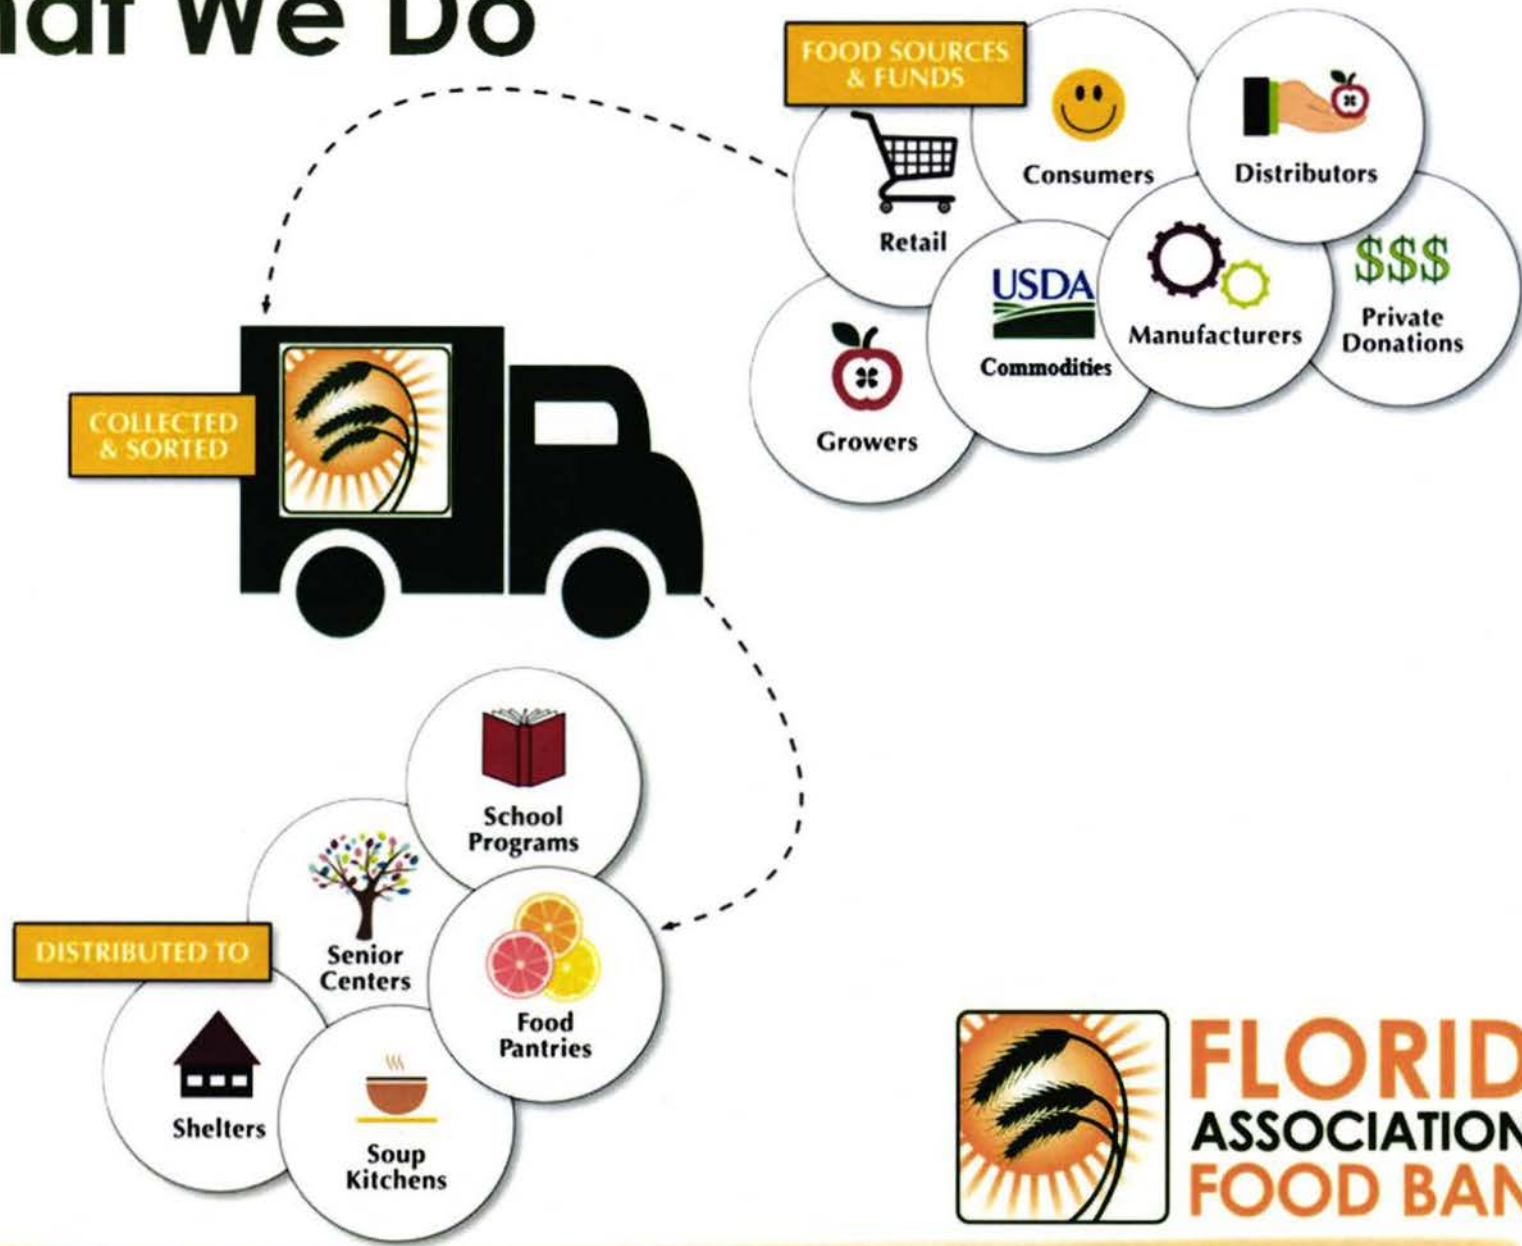 hat We Do
FOOD SOURCES
& FUNDS
Consumers
Distributors
Retail
USDA
Commodities
Manufacturers
$$$
Private
Donations
Growers
COLLECTED
& SORTED
School
Programs
Senior
Centers
DISTRIBUTED TO
Food
Pantries
Shelters
Soup
Kitchens
FLORID
ASSOCIATION
FOOD BAN